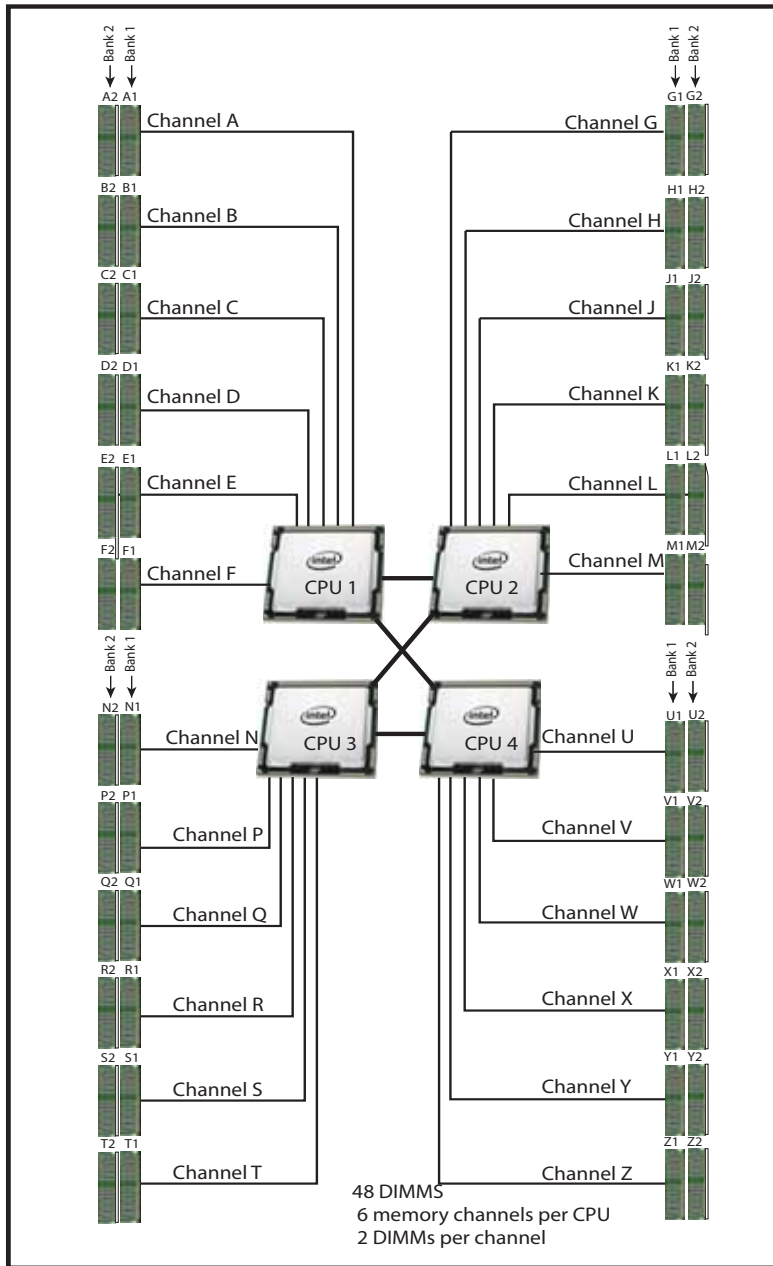 Bank 2
Bank 1
Bank 1
Bank 2
A2 A1
Channel A
Channel G
G1 G2
B2 B1
Channel B
Channel H
H1 H2
C2 C1
Channel C
Channel J
J1 J2
D2 D1
Channel D
Channel K
K1 K2
E2 E1
Channel E
Channel L
L1 L2
F2 F1
Channel F
intel
CPU 1
intel
CPU 2
Channel M
M1 M2
Bank 2
Bank 1
Bank 1
Bank 2
N2 N1
Channel N
intel
CPU 3
intel
CPU 4
Channel U
U1 U2
P2 P1
Channel P
Channel V
V1 V2
Q2 Q1
Channel Q
Channel W
W1 W2
R2 R1
Channel R
Channel X
X1 X2
S2 S1
Channel S
Channel Y
Y1 Y2
T2 T1
Channel T
Channel Z
Z1 Z2
48 DIMMS
6 memory channels per CPU
2 DIMMs per channel